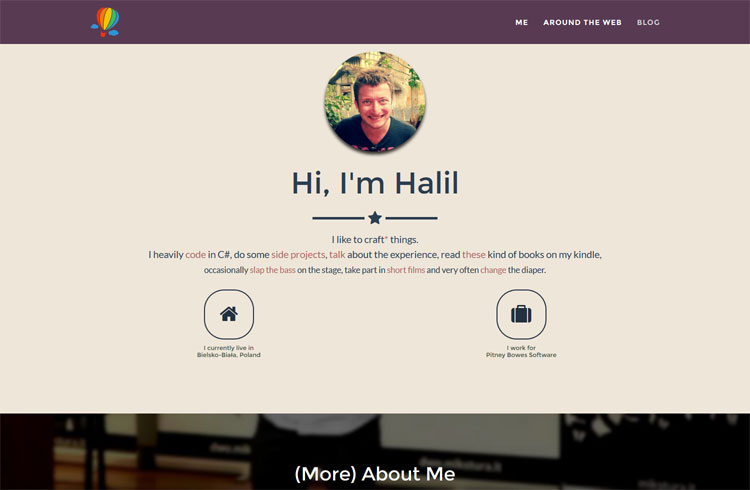 ME AROUND THE WEB BLOG
Hi, I'm Halil
I like to craft* things.
I heavily code in C#, do some side projects, talk about the experience, read these kind of books on my kindle,
occasionally slap the bass on the stage, take part in short films and very often change the diaper.
I currently live in
Bielsko-Biała, Poland
I work for
Pitney Bowes Software
(More) About Me